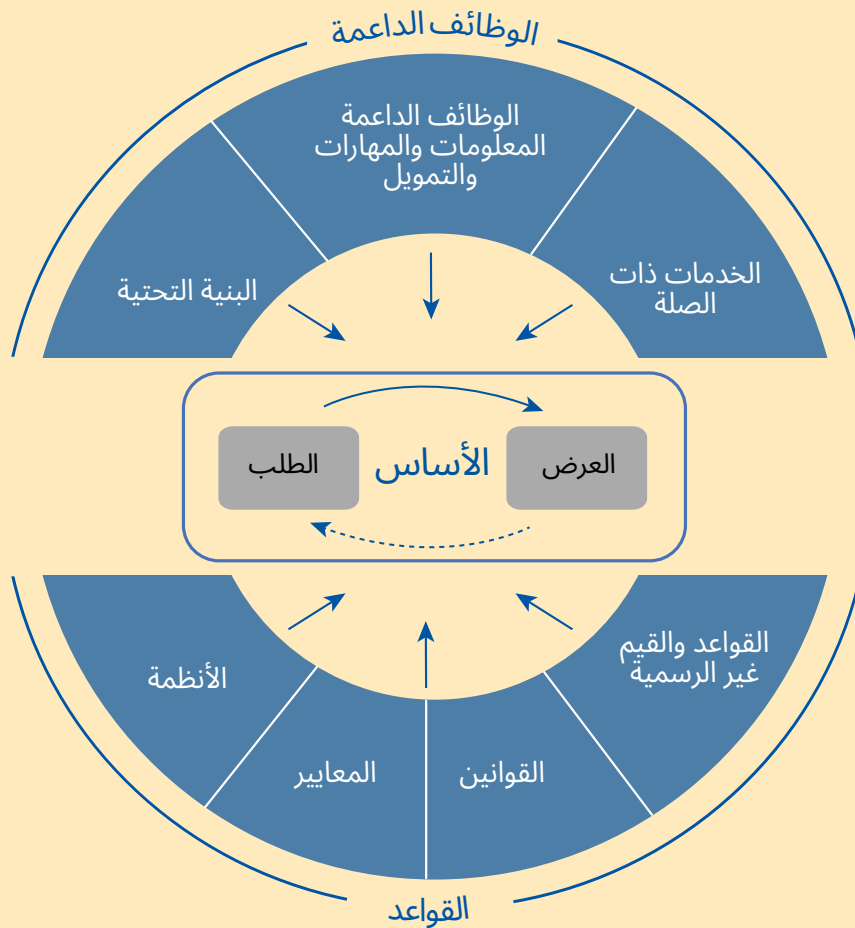 الوظائف الداعمة
الوظائف الداعمة
المعلومات والمهارات
والتمويل
الخدمات ذات
الصلة
البنية التحتية
العرض
الأساس
الطلب
القواعد والقيم
غير الرسمية
القوانين
المعايير
الأنظمة
القواعد